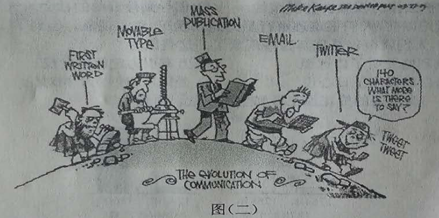 FIRST
WRITTEN
WORD
MOVABLE
TYPE
MASS
PUBLICATION
EMAIL
TWITTER
140
CHARACTERS.
WHAT MORE
IS THERE
TO SAY?
TWEET
TWEET
THE EVOLUTION OF
COMMUNICATION
图(二)